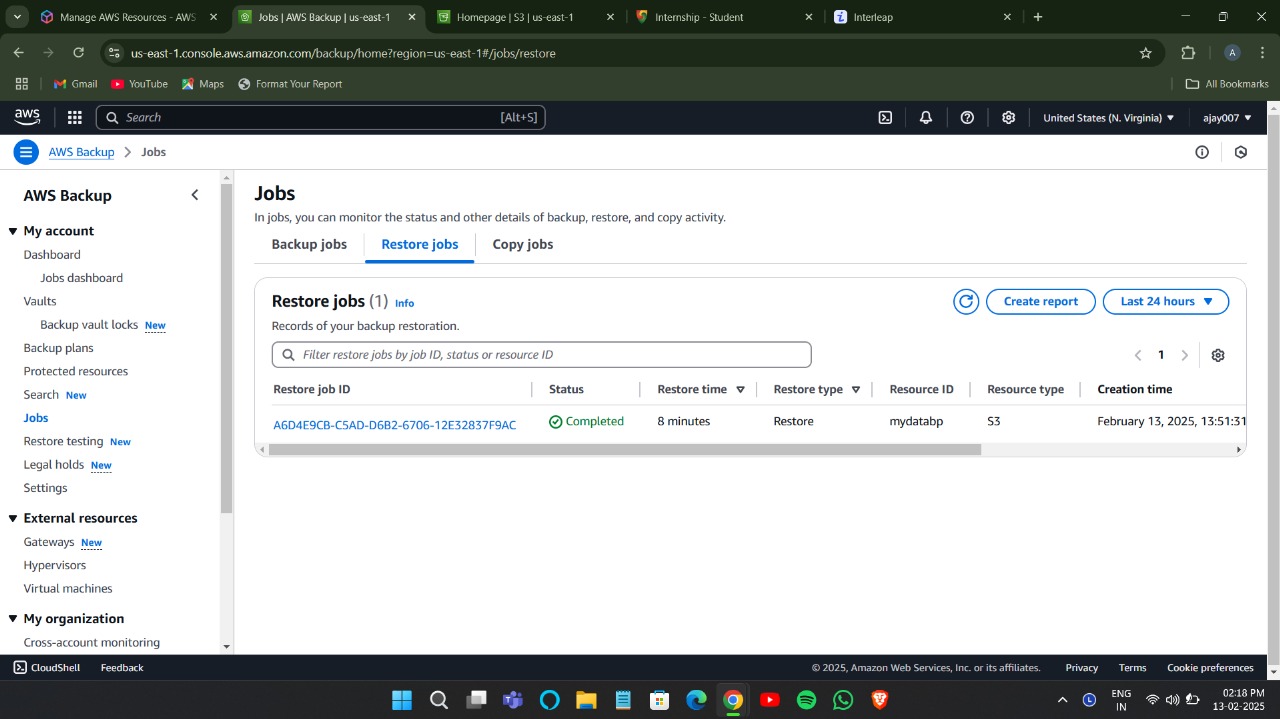 Manage AWS Resources - AWS
Jobs | AWS Backup | us-east-1
Homepage | S3 | us-east-1
Internship - Student
Interleap
us-east-1.console.aws.amazon.com/backup/home?region=us-east-1#/jobs/restore
A
Gmail
YouTube
Maps
Format Your Report
All Bookmarks
aws
Search
[Alt+S]
United States (N. Virginia)
ajay007
AWS Backup
Jobs
AWS Backup
My account
Dashboard
Jobs dashboard
Vaults
Backup vault locks New
Backup plans
Protected resources
Search New
Jobs
Restore testing New
Legal holds New
Settings
External resources
Gateways New
Hypervisors
Virtual machines
My organization
Cross-account monitoring
Jobs
In jobs, you can monitor the status and other details of backup, restore, and copy activity.
Backup jobs
Restore jobs
Copy jobs
Restore jobs (1) Info
Create report
Last 24 hours
Records of your backup restoration.
Filter restore jobs by job ID, status or resource ID
1
Restore job ID
Status
Restore time
Restore type
Resource ID
Resource type
Creation time
A6D4E9CB-C5AD-D6B2-6706-12E32837F9AC
Completed
8 minutes
Restore
mydatabp
S3
February 13, 2025, 13:51:31
CloudShell
Feedback
© 2025, Amazon Web Services, Inc. or its affiliates.
Privacy
Terms
Cookie preferences
L
ENG
IN
02:18 PM
13-02-2025